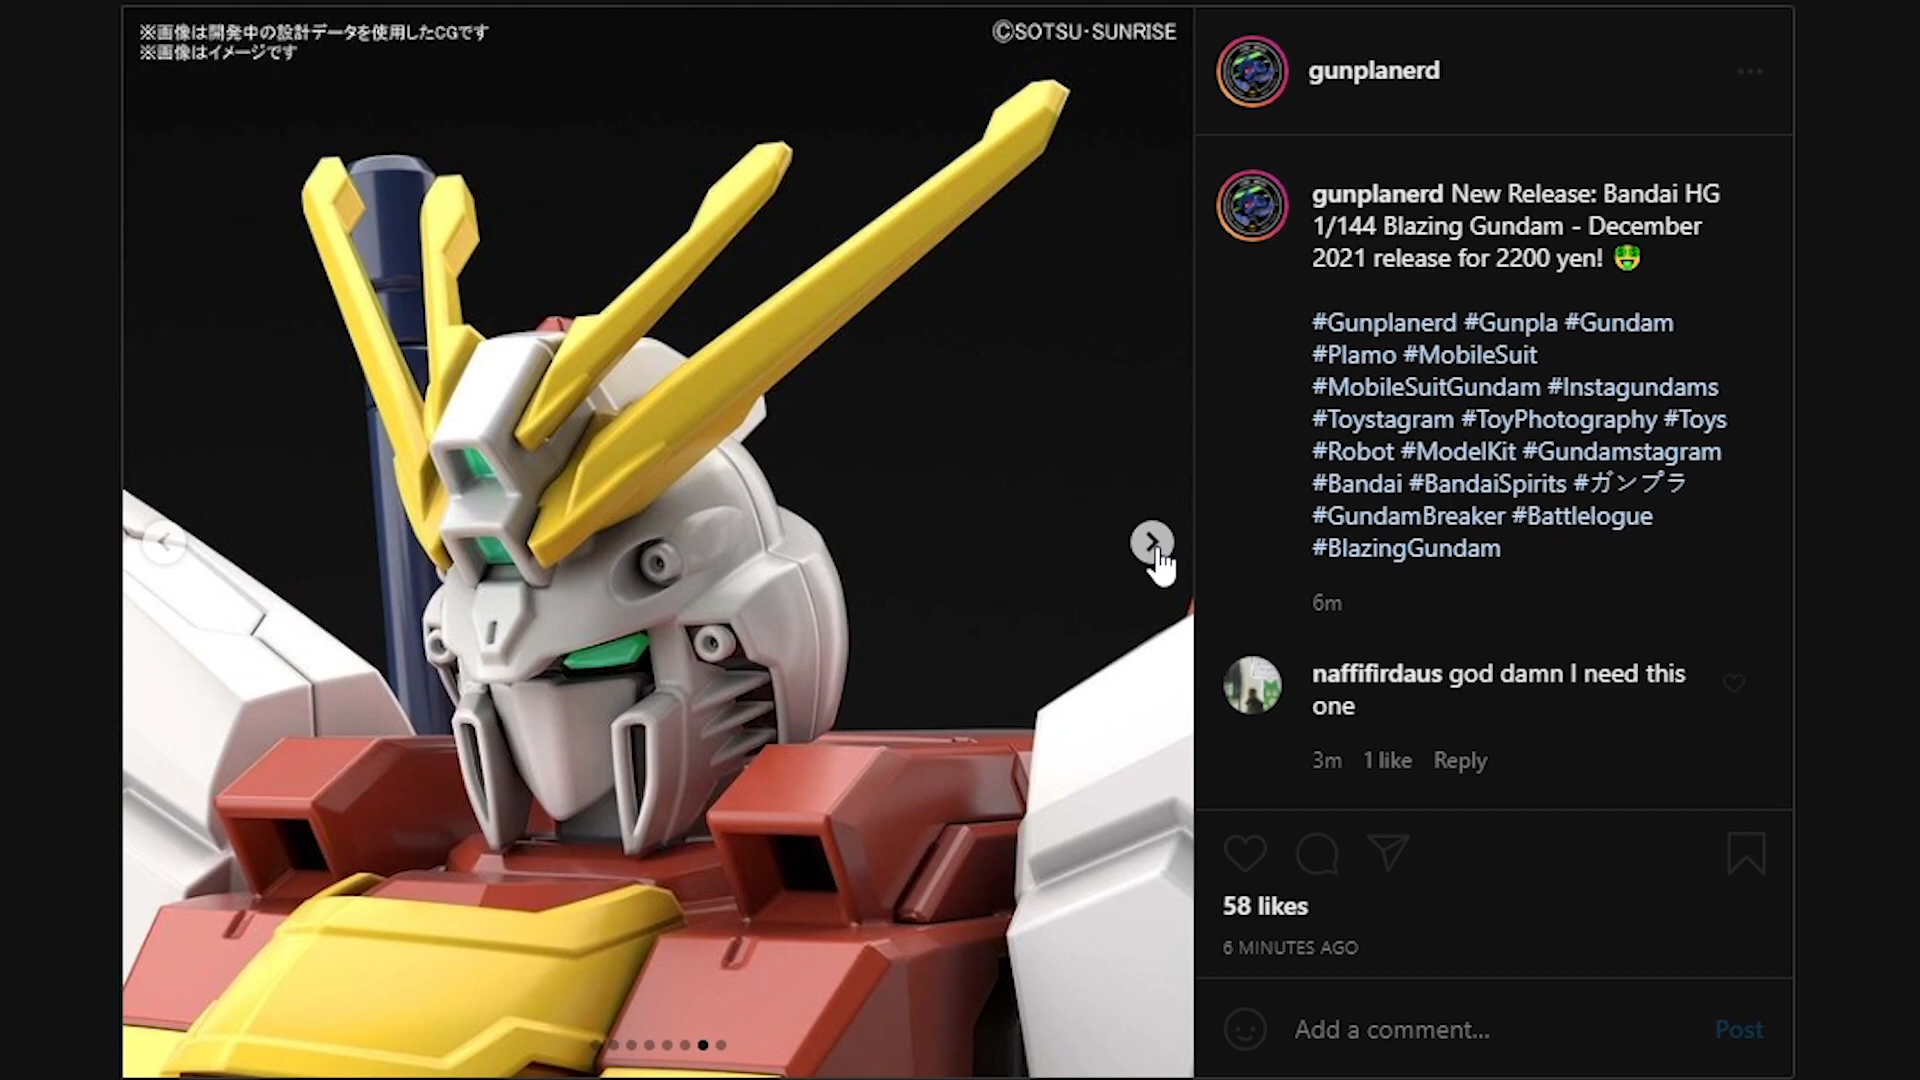 ※画像は開発中の設計データを使用したCGです
※画像はイメージです
©SOTSU・SUNRISE
gunplanerd
gunplanerd New Release: Bandai HG
1/144 Blazing Gundam - December
2021 release for 2200 yen! 🤑
#Gunplanerd #Gunpla #Gundam
#Plamo #MobileSuit
#MobileSuitGundam #Instagundams
#Toystagram #ToyPhotography #Toys
#Robot #ModelKit #Gundamstagram
#Bandai #BandaiSpirits #ガンプラ
#GundamBreaker #Battlelogue
#BlazingGundam
6m
naffifirdaus god damn I need this
one
3m 1 like Reply
58 likes
6 MINUTES AGO
Add a comment...
Post